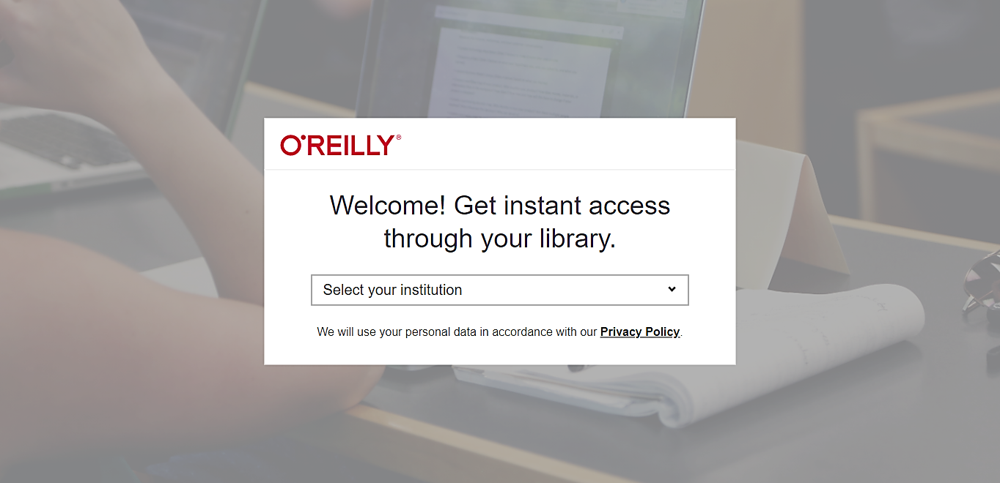 O'REILLY®
Welcome! Get instant access
through your library.
Select your institution
We will use your personal data in accordance with our Privacy Policy.